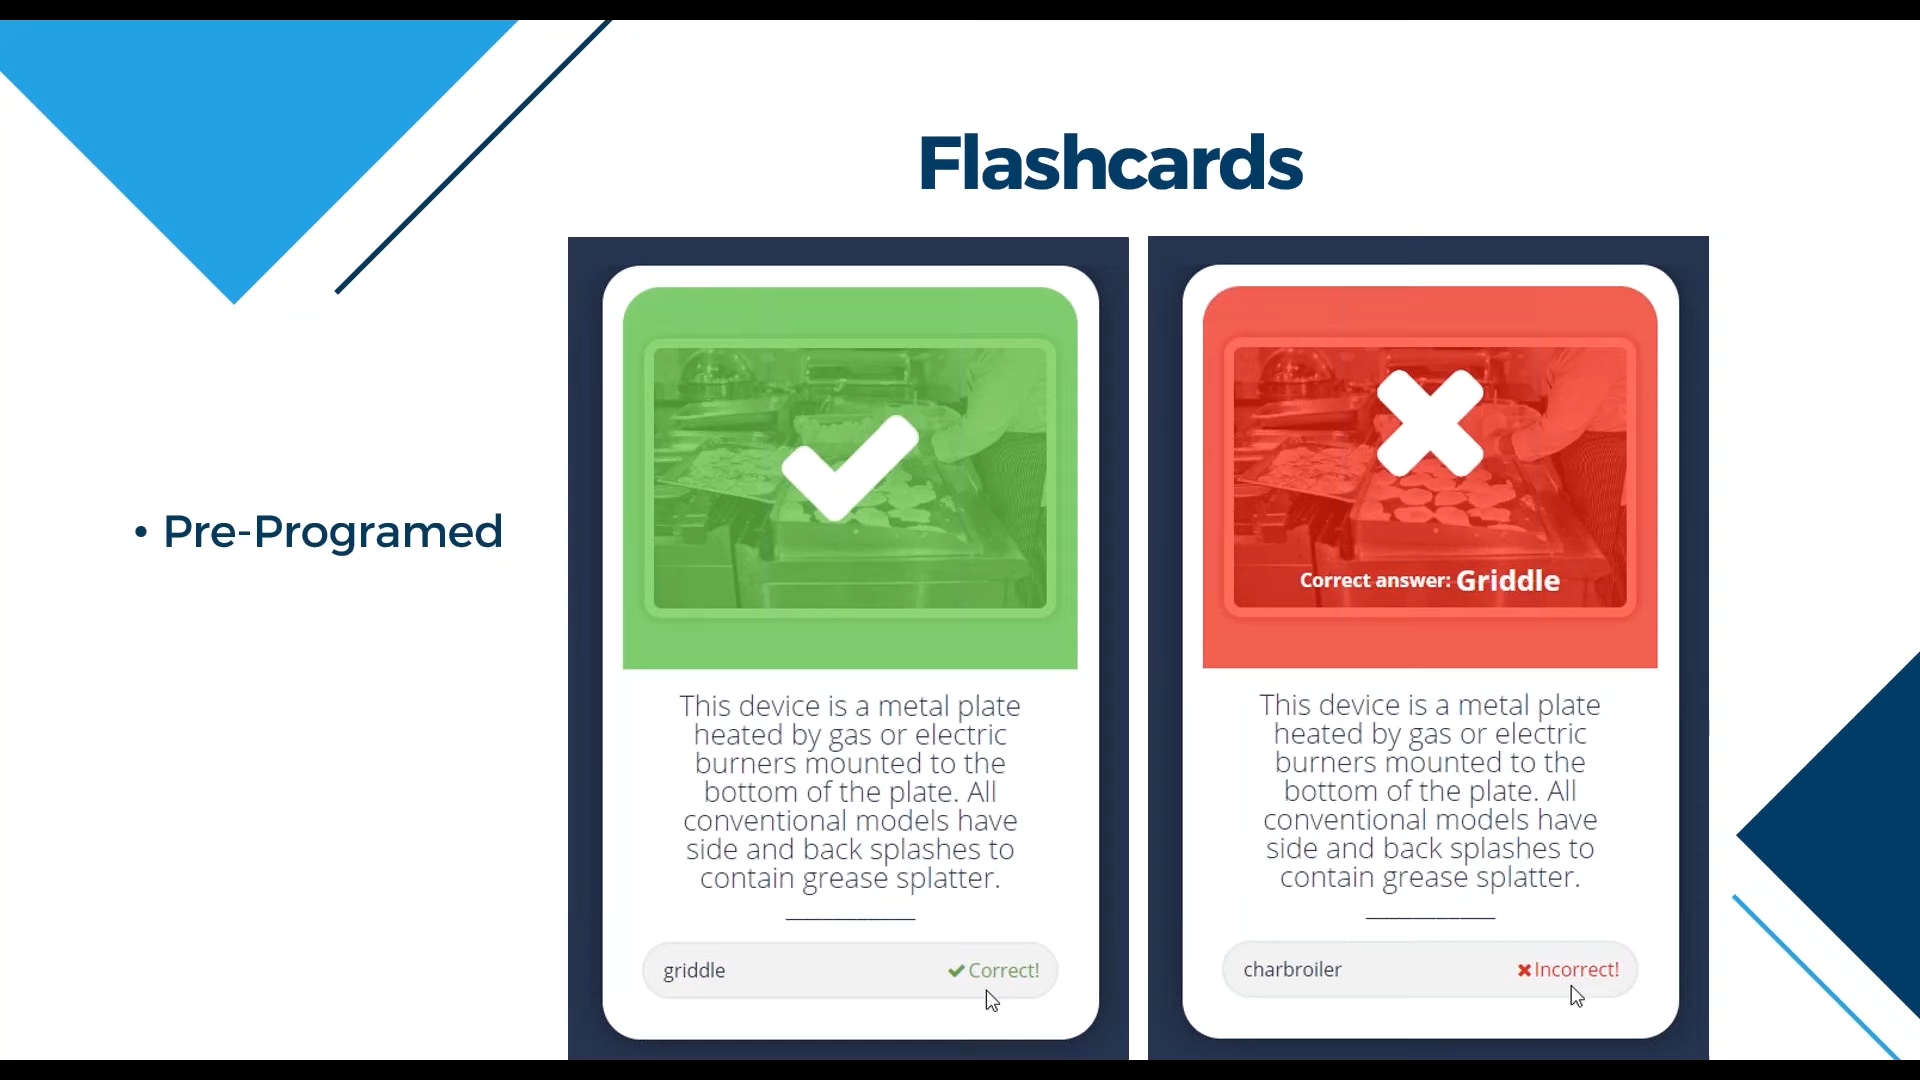 Flashcards
• Pre-Programed
This device is a metal plate
heated by gas or electric
burners mounted to the
bottom of the plate. All
conventional models have
side and back splashes to
contain grease splatter.
griddle
Correct!
Correct answer: Griddle
This device is a metal plate
heated by gas or electric
burners mounted to the
bottom of the plate. All
conventional models have
side and back splashes to
contain grease splatter.
charbroiler
Incorrect!